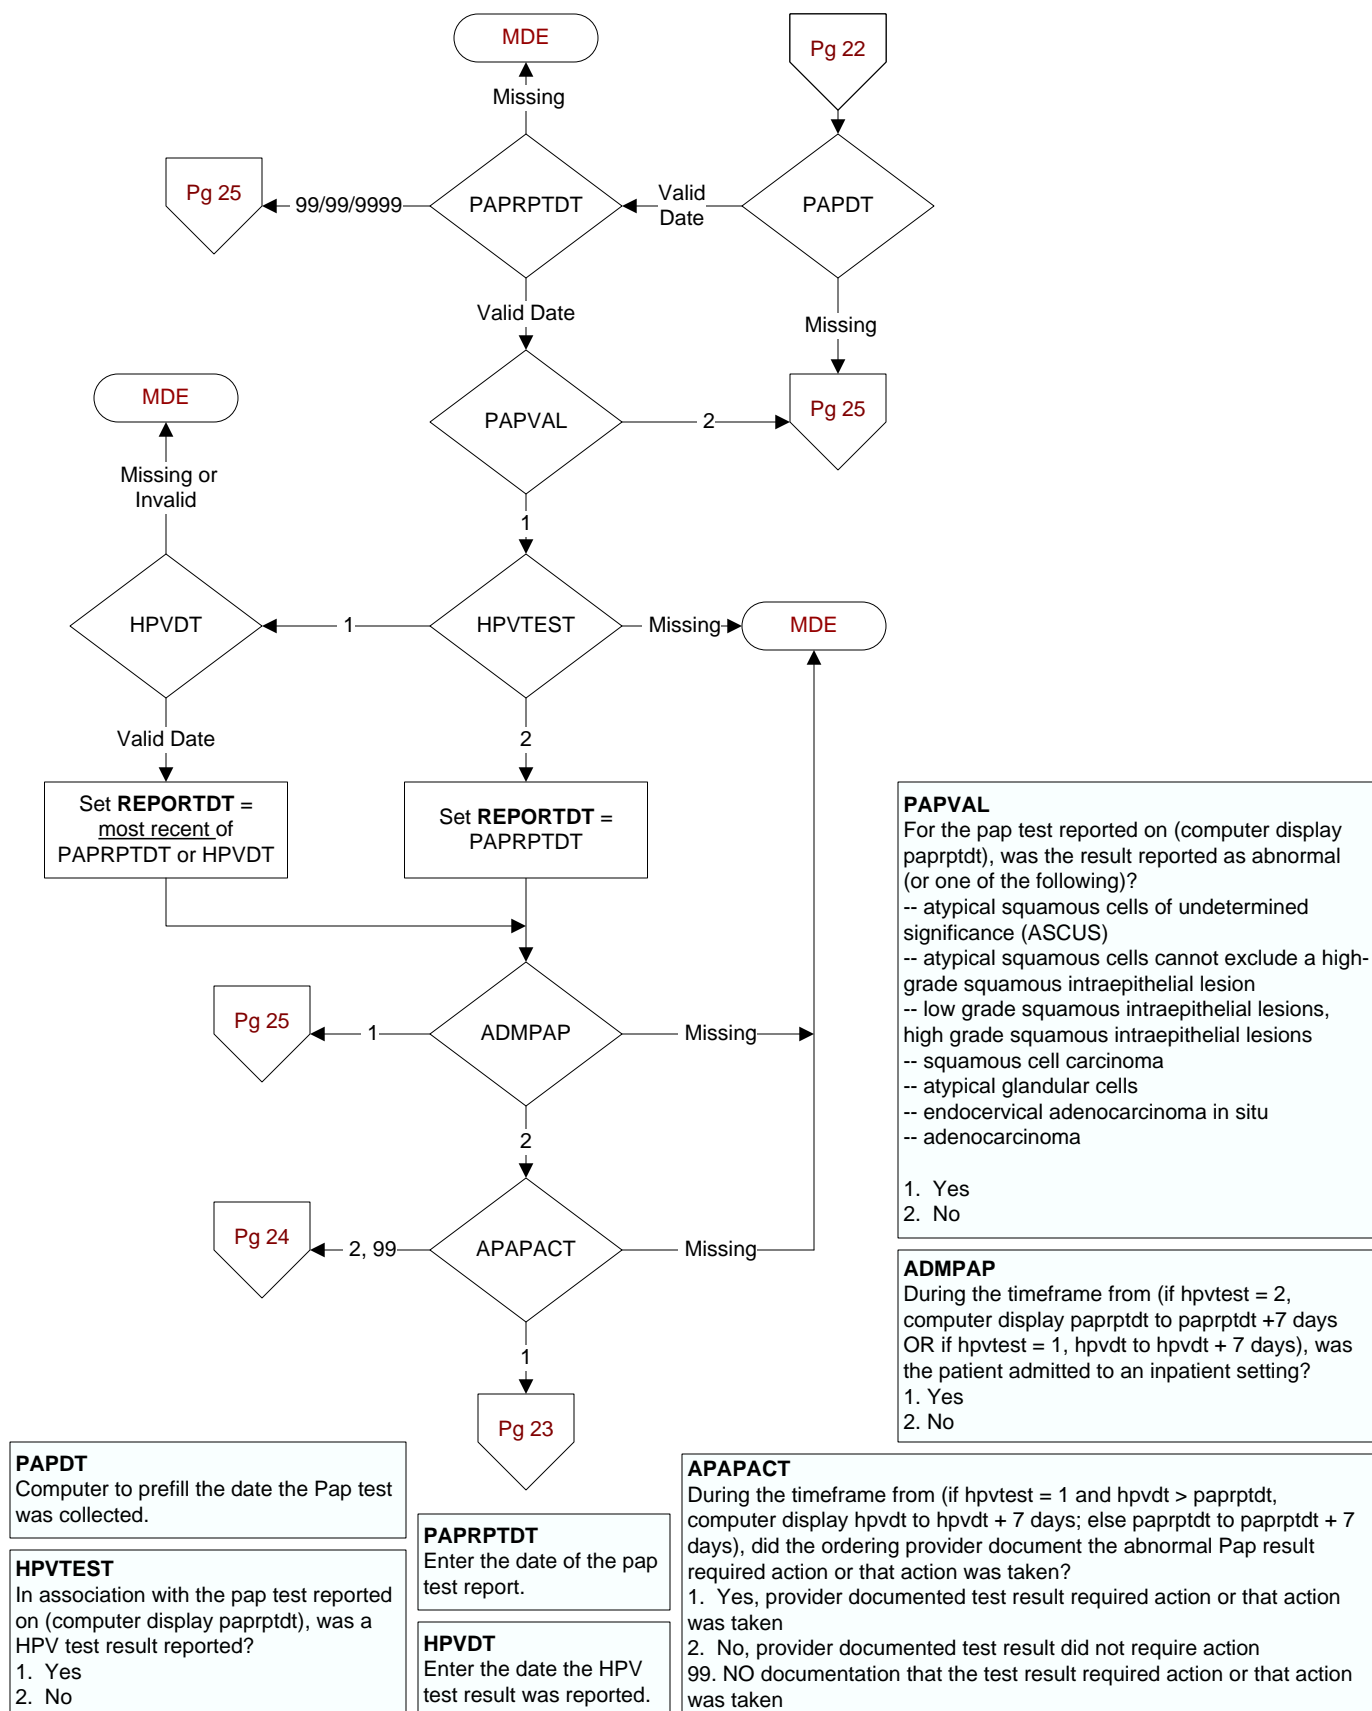 MDE
Pg 22
Missing
Pg 25
99/99/9999
PAPRPTDT
Valid
Date
PAPDT
Valid Date
Missing
MDE
PAPVAL
2
Pg 25
Missing or
Invalid
1
HPVDT
1
HPVTEST
Missing
MDE
Valid Date
2
Set REPORTDT =
most recent of
PAPRPTDT or HPVDT
Set REPORTDT =
PAPRPTDT
Pg 25
1
ADMPAP
Missing
2
Pg 24
2, 99
APAPACT
Missing
1
Pg 23
PAPVAL
For the pap test reported on (computer display
paprptdt), was the result reported as abnormal
(or one of the following)?
-- atypical squamous cells of undetermined
significance (ASCUS)
-- atypical squamous cells cannot exclude a high-
grade squamous intraepithelial lesion
-- low grade squamous intraepithelial lesions,
high grade squamous intraepithelial lesions
-- squamous cell carcinoma
-- atypical glandular cells
-- endocervical adenocarcinoma in situ
-- adenocarcinoma
1. Yes
2. No
ADMPAP
During the timeframe from (if hpvtest = 2,
computer display paprptdt to paprptdt +7 days
OR if hpvtest = 1, hpvdt to hpvdt + 7 days), was
the patient admitted to an inpatient setting?
1. Yes
2. No
PAPDT
Computer to prefill the date the Pap test
was collected.
HPVTEST
In association with the pap test reported
on (computer display paprptdt), was a
HPV test result reported?
1. Yes
2. No
PAPRPTDT
Enter the date of the pap
test report.
HPVDT
Enter the date the HPV
test result was reported.
APAPACT
During the timeframe from (if hpvtest = 1 and hpvdt > paprptdt,
computer display hpvdt to hpvdt + 7 days; else paprptdt to paprptdt + 7
days), did the ordering provider document the abnormal Pap result
required action or that action was taken?
1. Yes, provider documented test result required action or that action
was taken
2. No, provider documented test result did not require action
99. NO documentation that the test result required action or that action
was taken